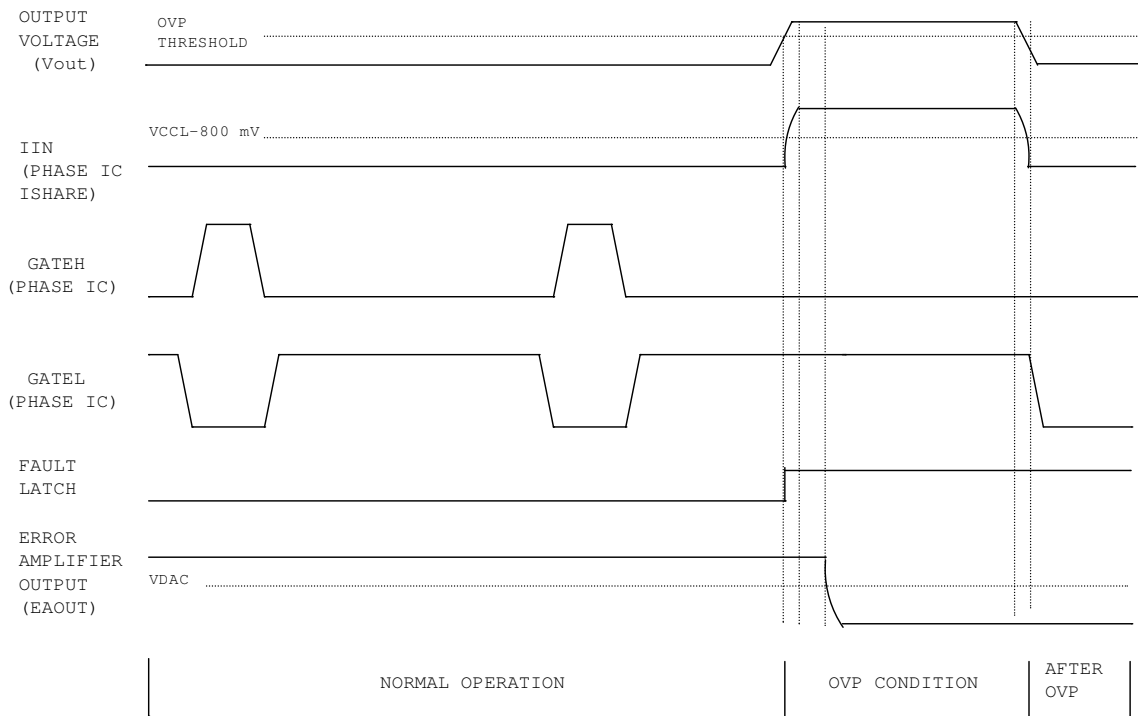 OUTPUT
VOLTAGE
(Vout)
OVP
THRESHOLD
VCCL-800 mV
IIN
(PHASE IC
ISHARE)
GATEH
(PHASE IC)
GATEL
(PHASE IC)
FAULT
LATCH
ERROR
AMPLIFIER
OUTPUT
(EAOUT)
VDAC
NORMAL OPERATION
OVP CONDITION
AFTER
OVP